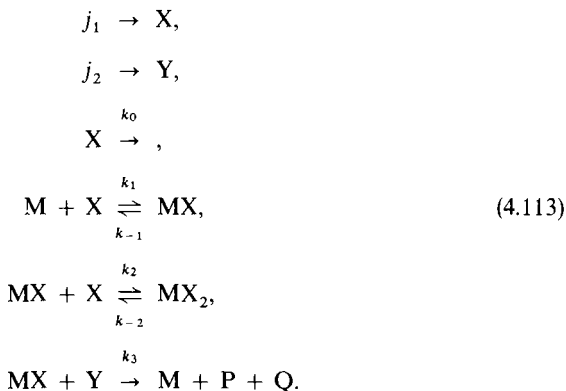 j₁ → X,
j₂ → Y,
X →^{k₀} ,
M + X ⇌^{k₁}_{k₋₁} MX, (4.113)
MX + X ⇌^{k₂}_{k₋₂} MX₂,
MX + Y →^{k₃} M + P + Q.